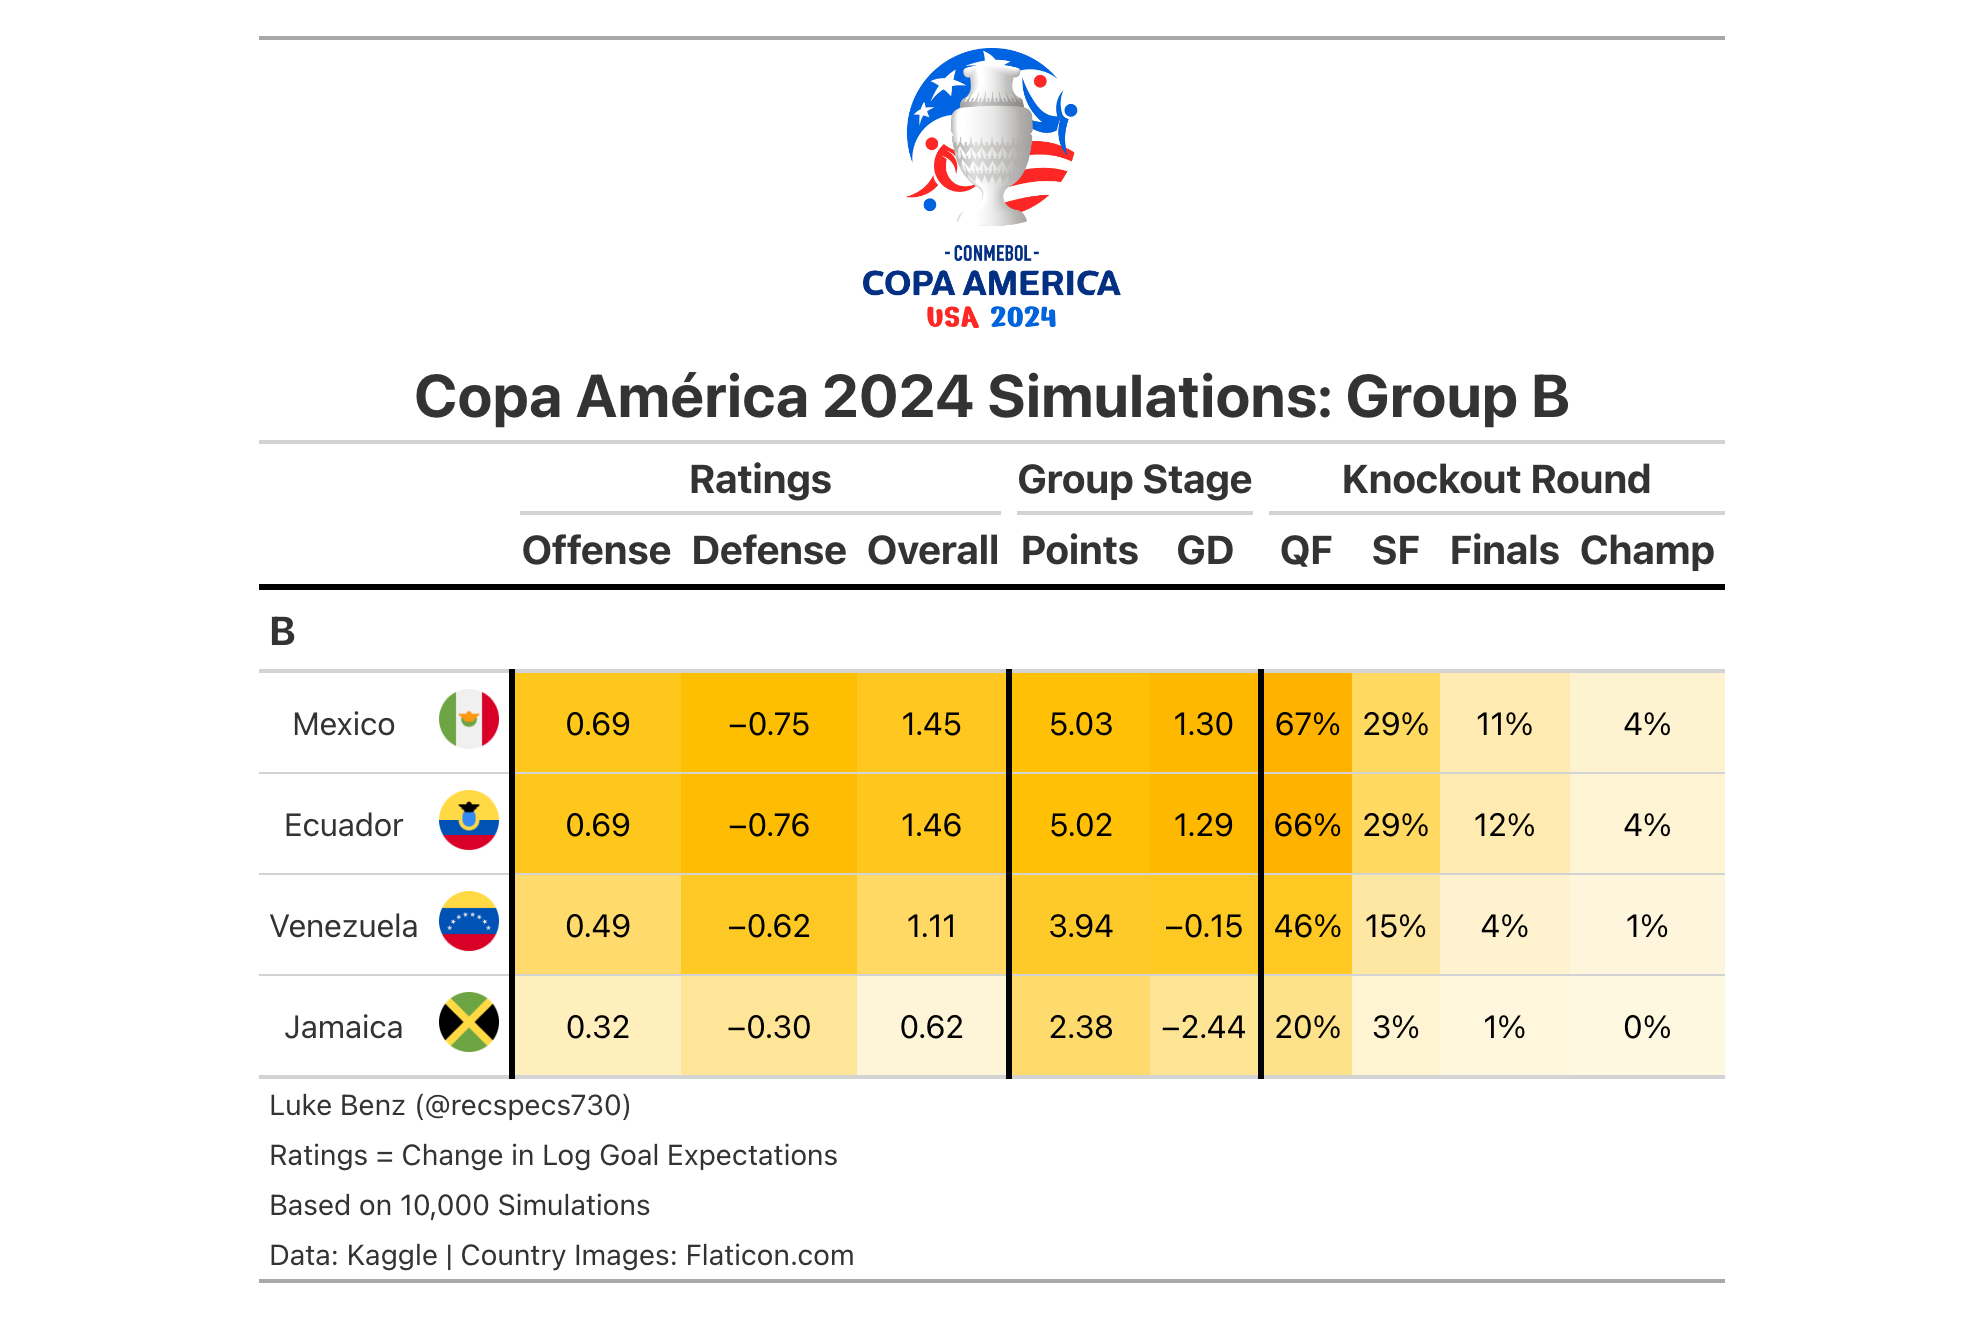 - CONMEBOL -
COPA AMERICA
USA 2024
Copa América 2024 Simulations: Group B
Ratings Group Stage Knockout Round
Offense Defense Overall Points GD QF SF Finals Champ
B
Mexico 0.69 −0.75 1.45 5.03 1.30 67% 29% 11% 4%
Ecuador 0.69 −0.76 1.46 5.02 1.29 66% 29% 12% 4%
Venezuela 0.49 −0.62 1.11 3.94 −0.15 46% 15% 4% 1%
Jamaica 0.32 −0.30 0.62 2.38 −2.44 20% 3% 1% 0%
Luke Benz (@recspecs730)
Ratings = Change in Log Goal Expectations
Based on 10,000 Simulations
Data: Kaggle | Country Images: Flaticon.com